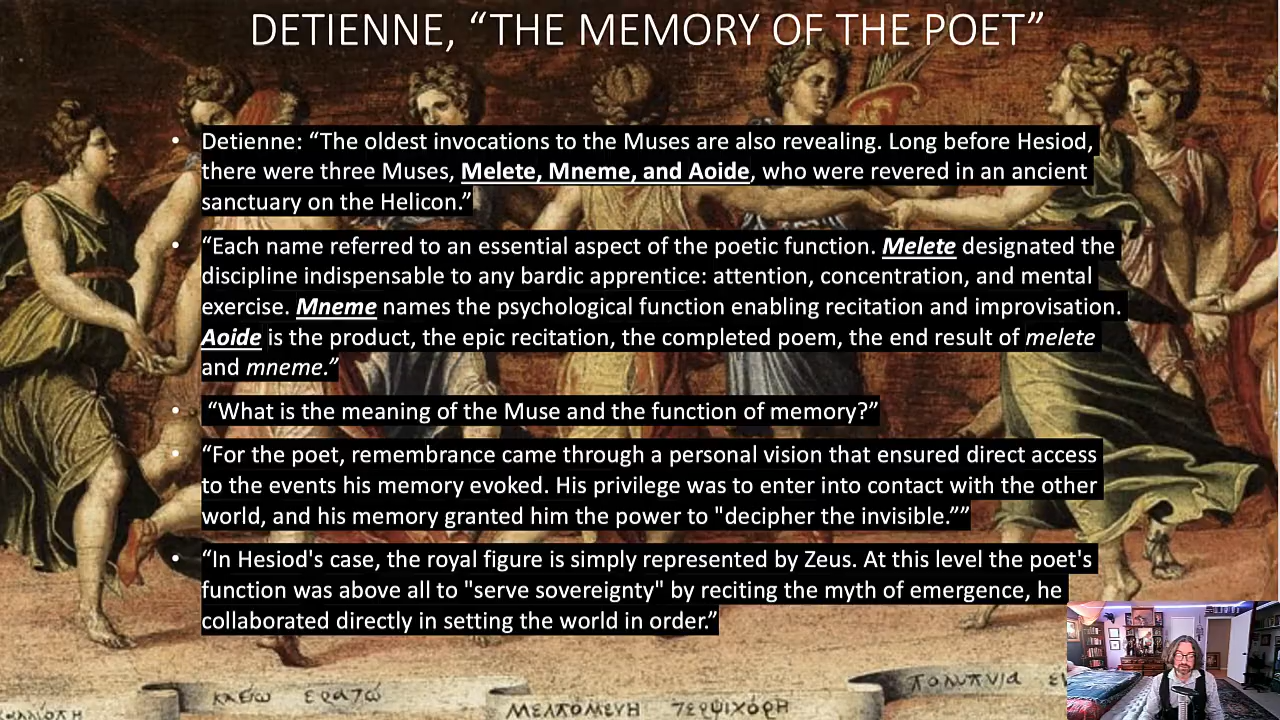 DETIENNE, “THE MEMORY OF THE POET”
• Detienne: “The oldest invocations to the Muses are also revealing. Long before Hesiod,
there were three Muses, Melete, Mneme, and Aoide, who were revered in an ancient
sanctuary on the Helicon.”
• “Each name referred to an essential aspect of the poetic function. Melete designated the
discipline indispensable to any bardic apprentice: attention, concentration, and mental
exercise. Mneme names the psychological function enabling recitation and improvisation.
Aoide is the product, the epic recitation, the completed poem, the end result of melete
and mneme.”
• “What is the meaning of the Muse and the function of memory?”
• “For the poet, remembrance came through a personal vision that ensured direct access
to the events his memory evoked. His privilege was to enter into contact with the other
world, and his memory granted him the power to "decipher the invisible.””
• “In Hesiod's case, the royal figure is simply represented by Zeus. At this level the poet's
function was above all to "serve sovereignty" by reciting the myth of emergence, he
collaborated directly in setting the world in order.”
ΚΛΕΙΩ ΕΡΑΤΩ
ΜΕΛΠΟΜΕΝΗ ΤΕΡΨΙΧΟΡΗ
ΠΟΛΥΜΝΙΑ